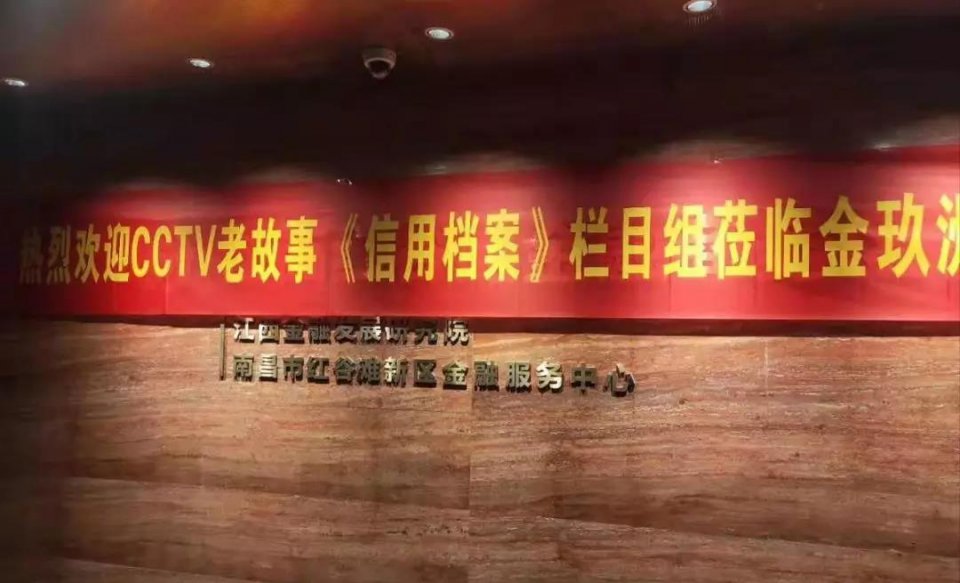 热烈欢迎CCTV老故事《信用档案》栏目组莅临金玖
江西金融发展研究院
南昌市红谷滩新区金融服务中心